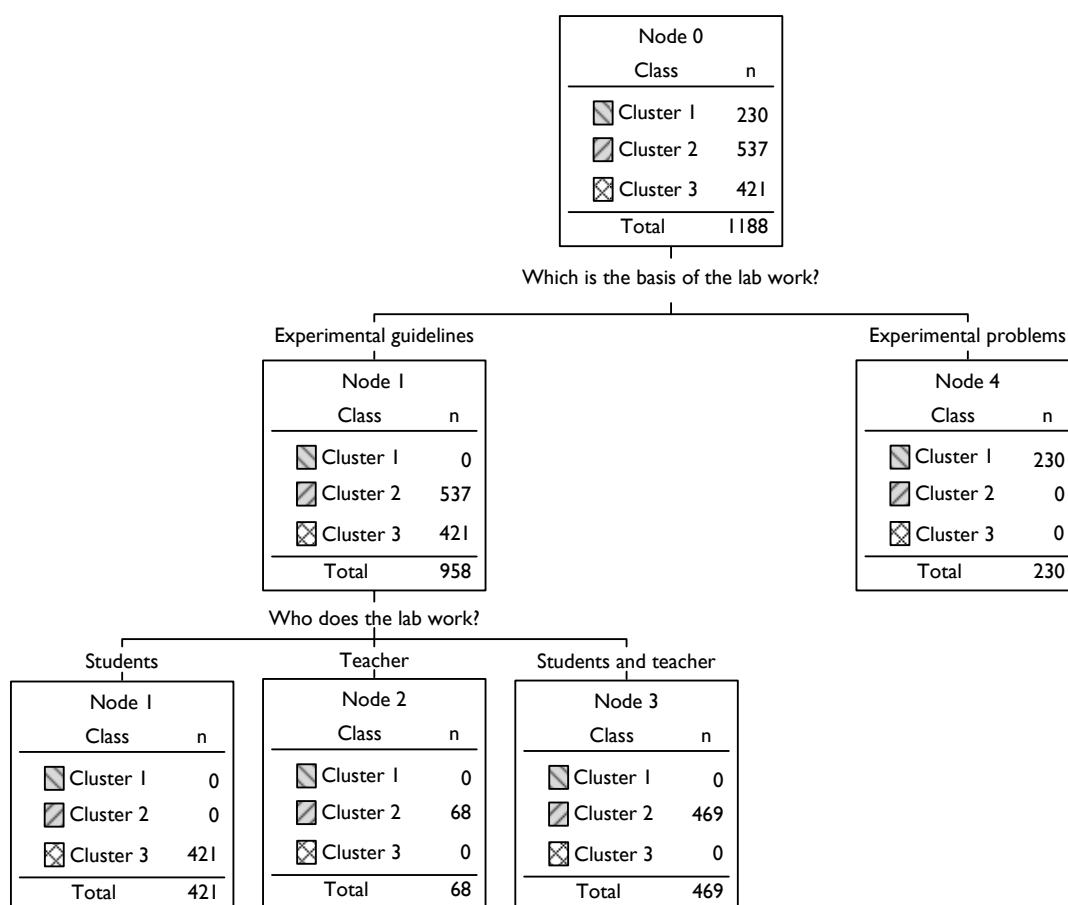 Node 0
Class n
Cluster 1 230
Cluster 2 537
Cluster 3 421
Total 1188
Which is the basis of the lab work?
Experimental guidelines
Node 1
Class n
Cluster 1 0
Cluster 2 537
Cluster 3 421
Total 958
Experimental problems
Node 4
Class n
Cluster 1 230
Cluster 2 0
Cluster 3 0
Total 230
Who does the lab work?
Students
Node 1
Class n
Cluster 1 0
Cluster 2 0
Cluster 3 421
Total 421
Teacher
Node 2
Class n
Cluster 1 0
Cluster 2 68
Cluster 3 0
Total 68
Students and teacher
Node 3
Class n
Cluster 1 0
Cluster 2 469
Cluster 3 0
Total 469